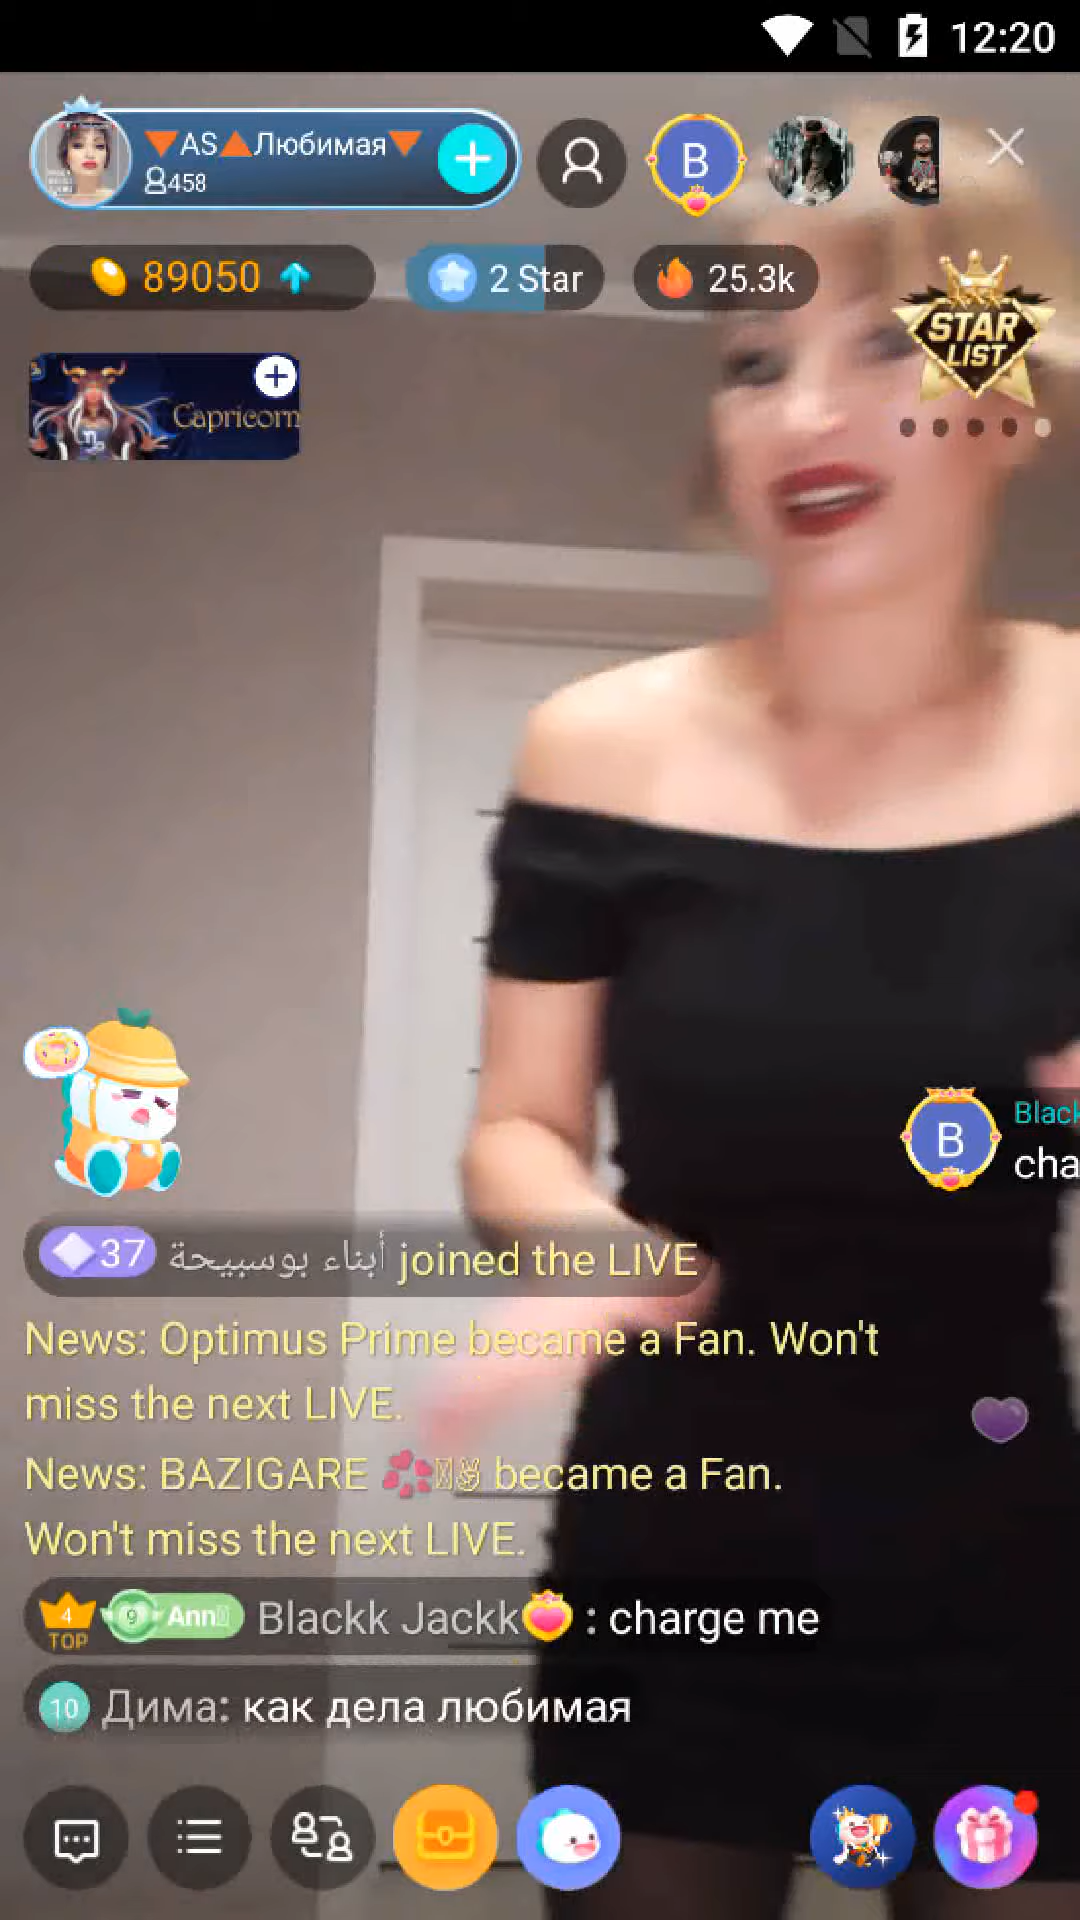 12:20
🔻AS🔺Любимая🔻
458
B
89050
2 Star
25.3k
STAR
LIST
Capricorn
B
Black
cha
37 أبناء بوسبيحة joined the LIVE
News: Optimus Prime became a Fan. Won't
miss the next LIVE.
News: BAZIGARE 💞✌ became a Fan.
Won't miss the next LIVE.
4 TOP 9 Ann Blackk Jackk : charge me
10 Дима: как дела любимая